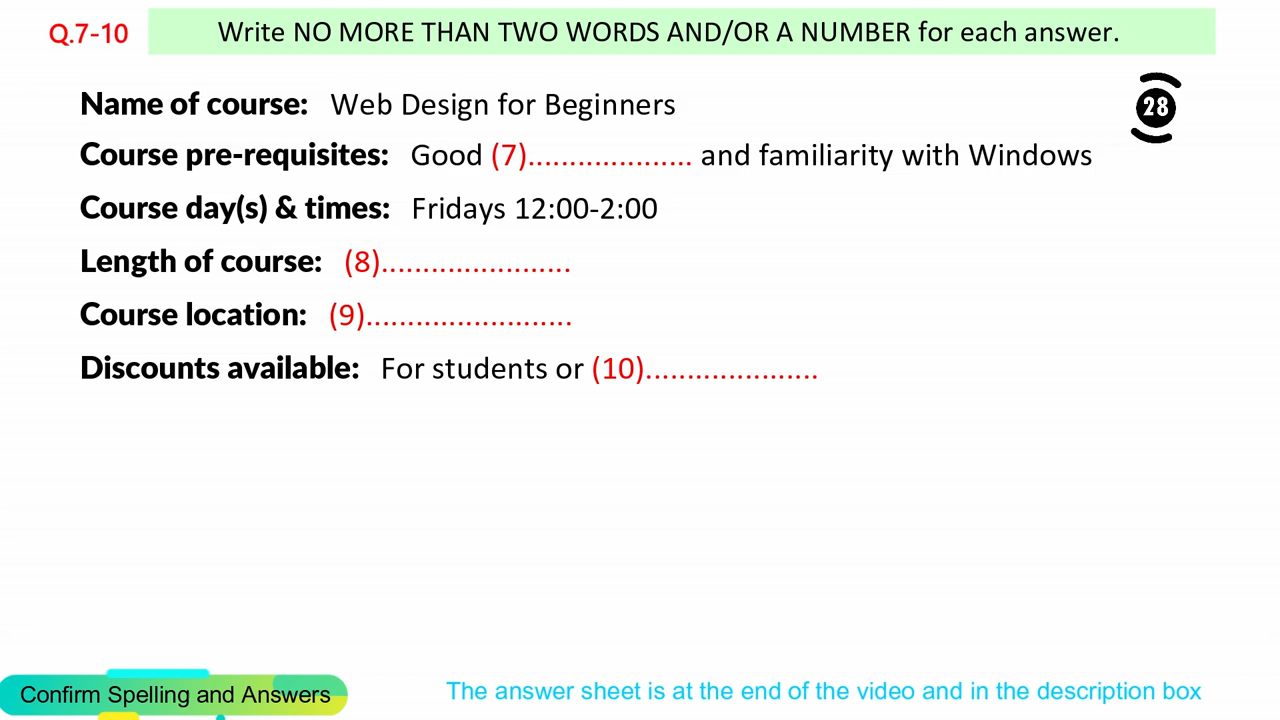 Q.7-10
Write NO MORE THAN TWO WORDS AND/OR A NUMBER for each answer.
28
Name of course: Web Design for Beginners
Course pre-requisites: Good (7).................... and familiarity with Windows
Course day(s) & times: Fridays 12:00-2:00
Length of course: (8).......................
Course location: (9).........................
Discounts available: For students or (10).....................
Confirm Spelling and Answers
The answer sheet is at the end of the video and in the description box